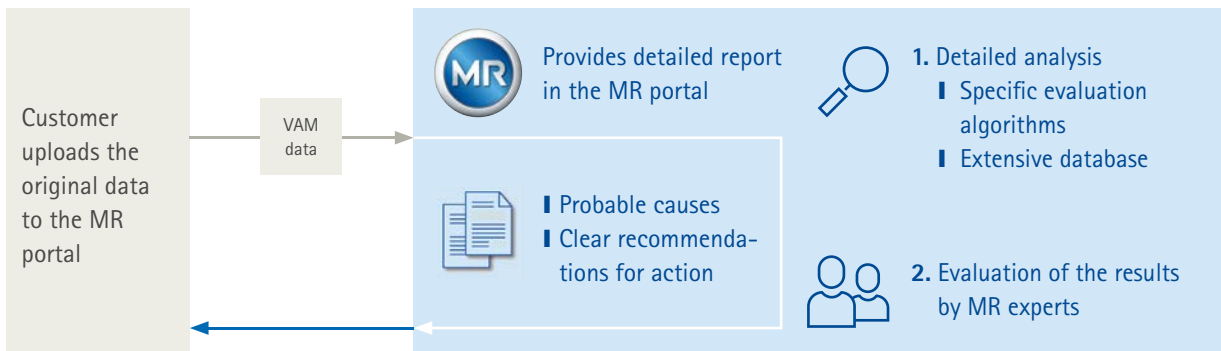 Customer
uploads the
original data
to the MR
portal
VAM
data
MR
Provides detailed report
in the MR portal
Probable causes
Clear recommenda-
tions for action
1. Detailed analysis
Specific evaluation
algorithms
Extensive database
2. Evaluation of the results
by MR experts